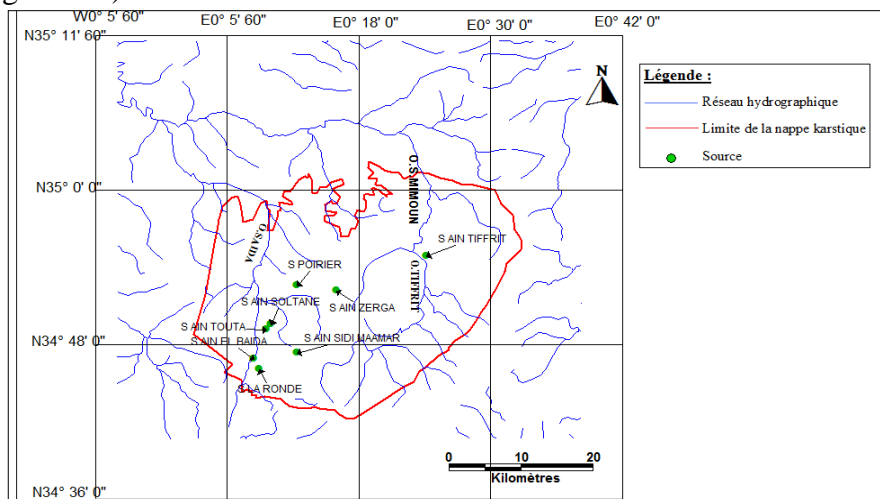 W0° 5' 60" E0° 5' 60" E0° 18' 0" E0° 30' 0" E0° 42' 0"
N35° 11' 60"
N
Légende :
Réseau hydrographique
Limite de la nappe karstique
Source
N35° 0' 0"
O.S.MIMOUN
O.SAIDA
S AIN TIFFRIT
S POIRIER
O.TIFFRIT
S AIN SOLTANE
S AIN ZERGA
S AIN TOUTA
S AIN EL BAIDA
S AIN SIDI MAAMAR
N34° 48' 0"
S LA RONDE
0 10 20
Kilomètres
N34° 36' 0"